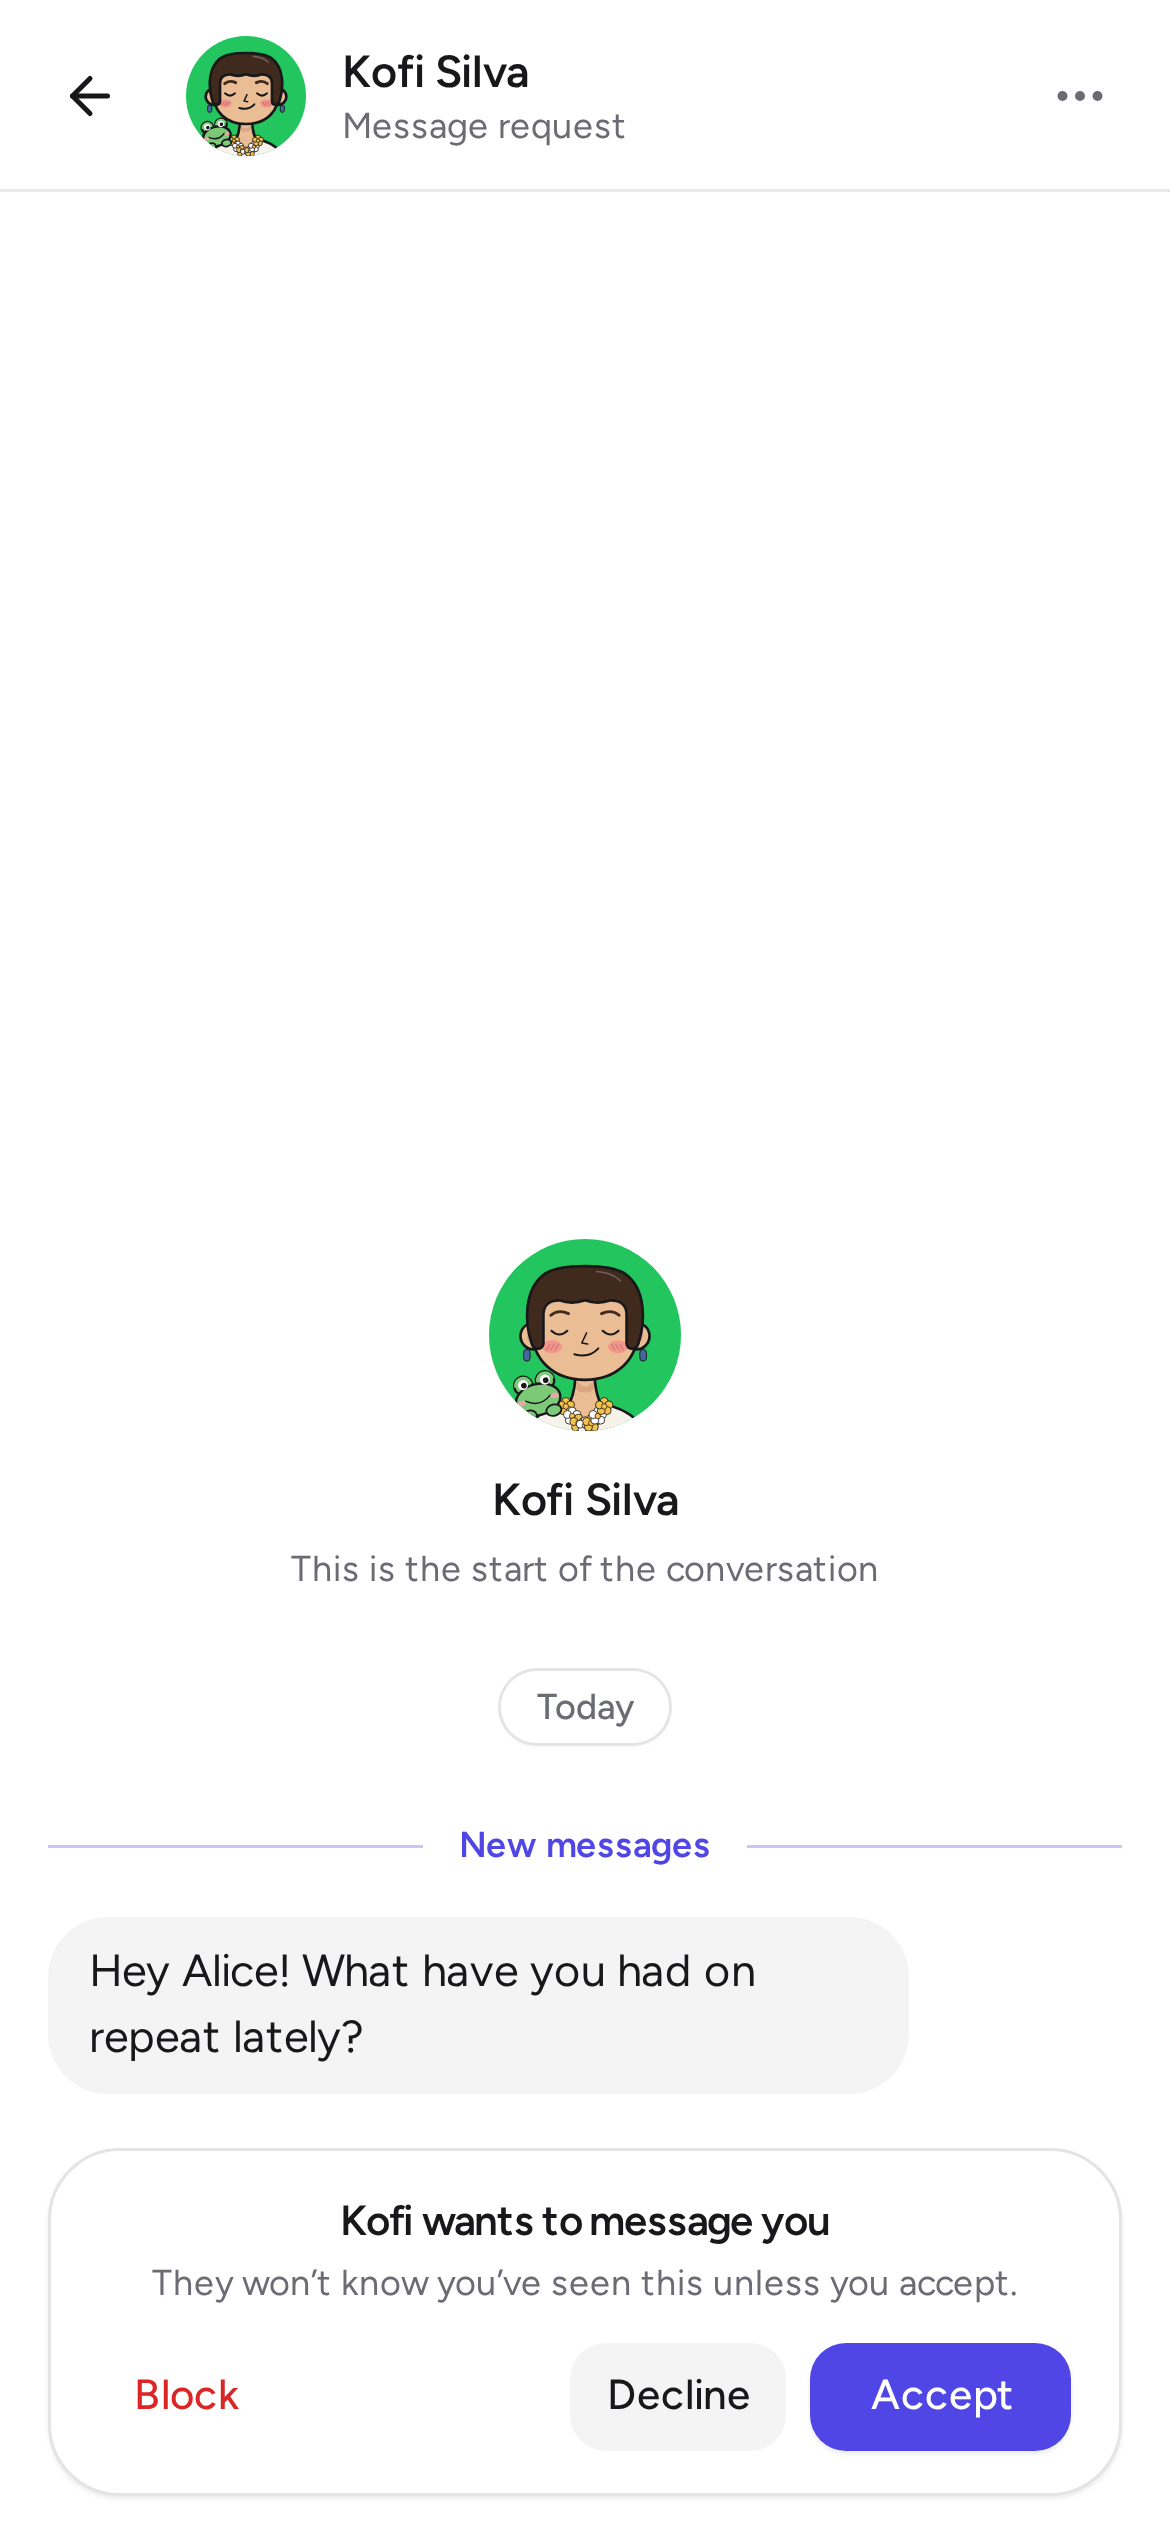 Kofi Silva
Message request
Kofi Silva
This is the start of the conversation
Today
New messages
Hey Alice! What have you had on
repeat lately?
Kofi wants to message you
They won’t know you’ve seen this unless you accept.
Block
Decline
Accept